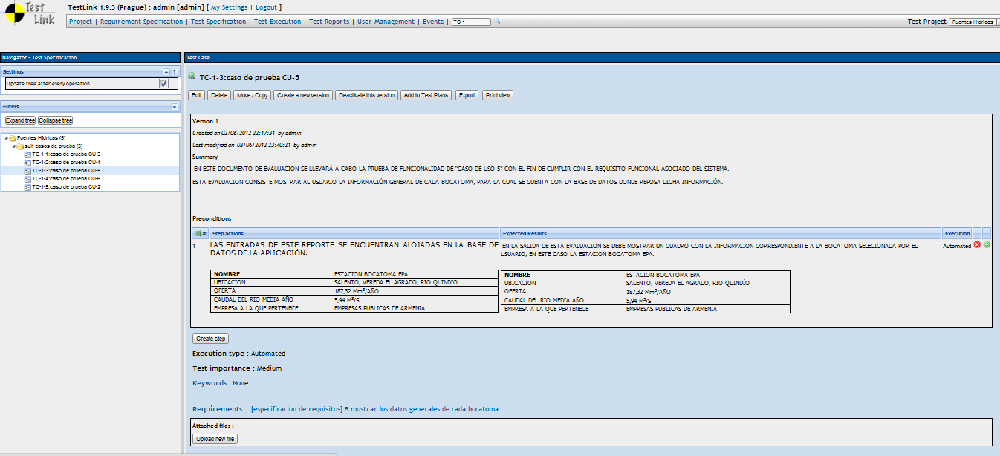 Test Link
TestLink 1.9.3 (Prague) : admin [admin] [ My Settings | Logout ]
Project | Requirement Specification | Test Specification | Test Execution | Test Reports | User Management | Events | TC-1-
Test Project Fuentes Hidricas
Navigator - Test Specification
Settings
?
Update tree after every operation
Filters
Expand tree Collapse tree
Fuentes Hidricas (5)
suit casos de prueba (5)
TC-1-1:caso de prueba CU-3
TC-1-2:caso de prueba CU-4
TC-1-3:caso de prueba CU-5
TC-1-4:caso de prueba CU-6
TC-1-5:caso de prueba CU-2
Test Case
TC-1-3:caso de prueba CU-5
Edit Delete Move / Copy Create a new version Deactivate this version Add to Test Plans Export Print view
Version 1
Created on 03/06/2012 22:17:31 by admin
Last modified on 03/06/2012 23:40:21 by admin
Summary
EN ESTE DOCUMENTO DE EVALUACION SE LLEVARÁ A CABO LA PRUEBA DE FUNCIONALIDAD DE "CASO DE USO 5" CON EL FIN DE CUMPLIR CON EL REQUISITO FUNCIONAL ASOCIADO DEL SISTEMA.
ESTA EVALUACION CONSISTE MOSTRAR AL USUARIO LA INFORMACIÓN GENERAL DE CADA BOCATOMA, PARA LA CUAL SE CUENTA CON LA BASE DE DATOS DONDE REPOSA DICHA INFORMACIÓN.
Preconditions
# Step actions Expected Results Execution
1 LAS ENTRADAS DE ESTE REPORTE SE ENCUENTRAN ALOJADAS EN LA BASE DE
DATOS DE LA APLICACIÓN.
EN LA SALIDA DE ESTA EVALUACION SE DEBE MOSTRAR UN CUADRO CON LA INFORMACION CORRESPONDIENTE A LA BOCATOMA SELECIONADA POR EL
USUARIO, EN ESTE CASO LA ESTACION BOCATOMA EPA.
Automated
NOMBRE ESTACION BOCATOMA EPA
UBICACION SALENTO, VEREDA EL AGRADO, RIO QUINDÍO
OFERTA 187,32 Mm³/AÑO
CAUDAL DEL RIO MEDIA AÑO 5,94 M³/S
EMPRESA A LA QUE PERTENECE EMPRESAS PUBLICAS DE ARMENIA
NOMBRE ESTACION BOCATOMA EPA
UBICACION SALENTO, VEREDA EL AGRADO, RIO QUINDÍO
OFERTA 187,32 Mm³/AÑO
CAUDAL DEL RIO MEDIA AÑO 5,94 M³/S
EMPRESA A LA QUE PERTENECE EMPRESAS PUBLICAS DE ARMENIA
Create step
Execution type : Automated
Test importance : Medium
Keywords: None
Requirements : [especificacion de requisitos] 5:mostrar los datos generales de cada bocatoma
Attached files :
Upload new file